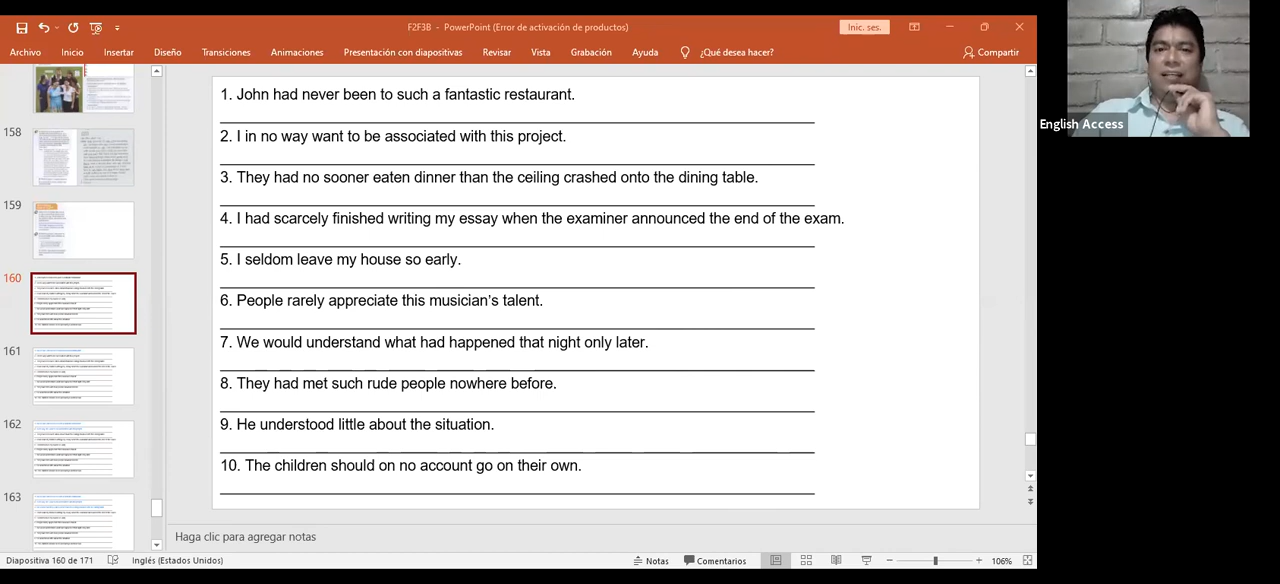 F2F3B - PowerPoint (Error de activación de productos)
Inic. ses.
Archivo Inicio Insertar Diseño Transiciones Animaciones Presentación con diapositivas Revisar Vista Grabación Ayuda ¿Qué desea hacer? Compartir
English Access
158
159
160
161
162
163
1. John had never been to such a fantastic restaurant.
2. I in no way want to be associated with this project.
3. They had no sooner had dinner than the ceiling crashed onto the dining table.
4. I had scarcely finished writing my essay when the examiner announced the end of the exam.
5. I seldom leave my house so early.
6. People rarely appreciate this musician's talent.
7. We would understand what had happened that night only later.
8. They had met such rude people nowhere before.
9. He understood little about the situation.
10. The children should on no account go on their own.
Haga clic para agregar notas
Diapositiva 160 de 171 Inglés (Estados Unidos) Notas Comentarios 106%